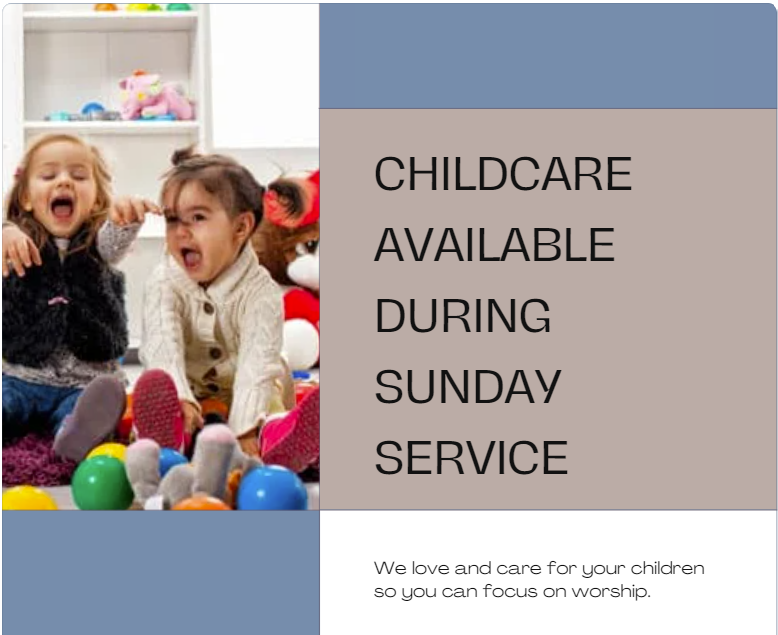 CHILDCARE
AVAILABLE
DURING
SUNDAY
SERVICE
We love and care for your children
so you can focus on worship.